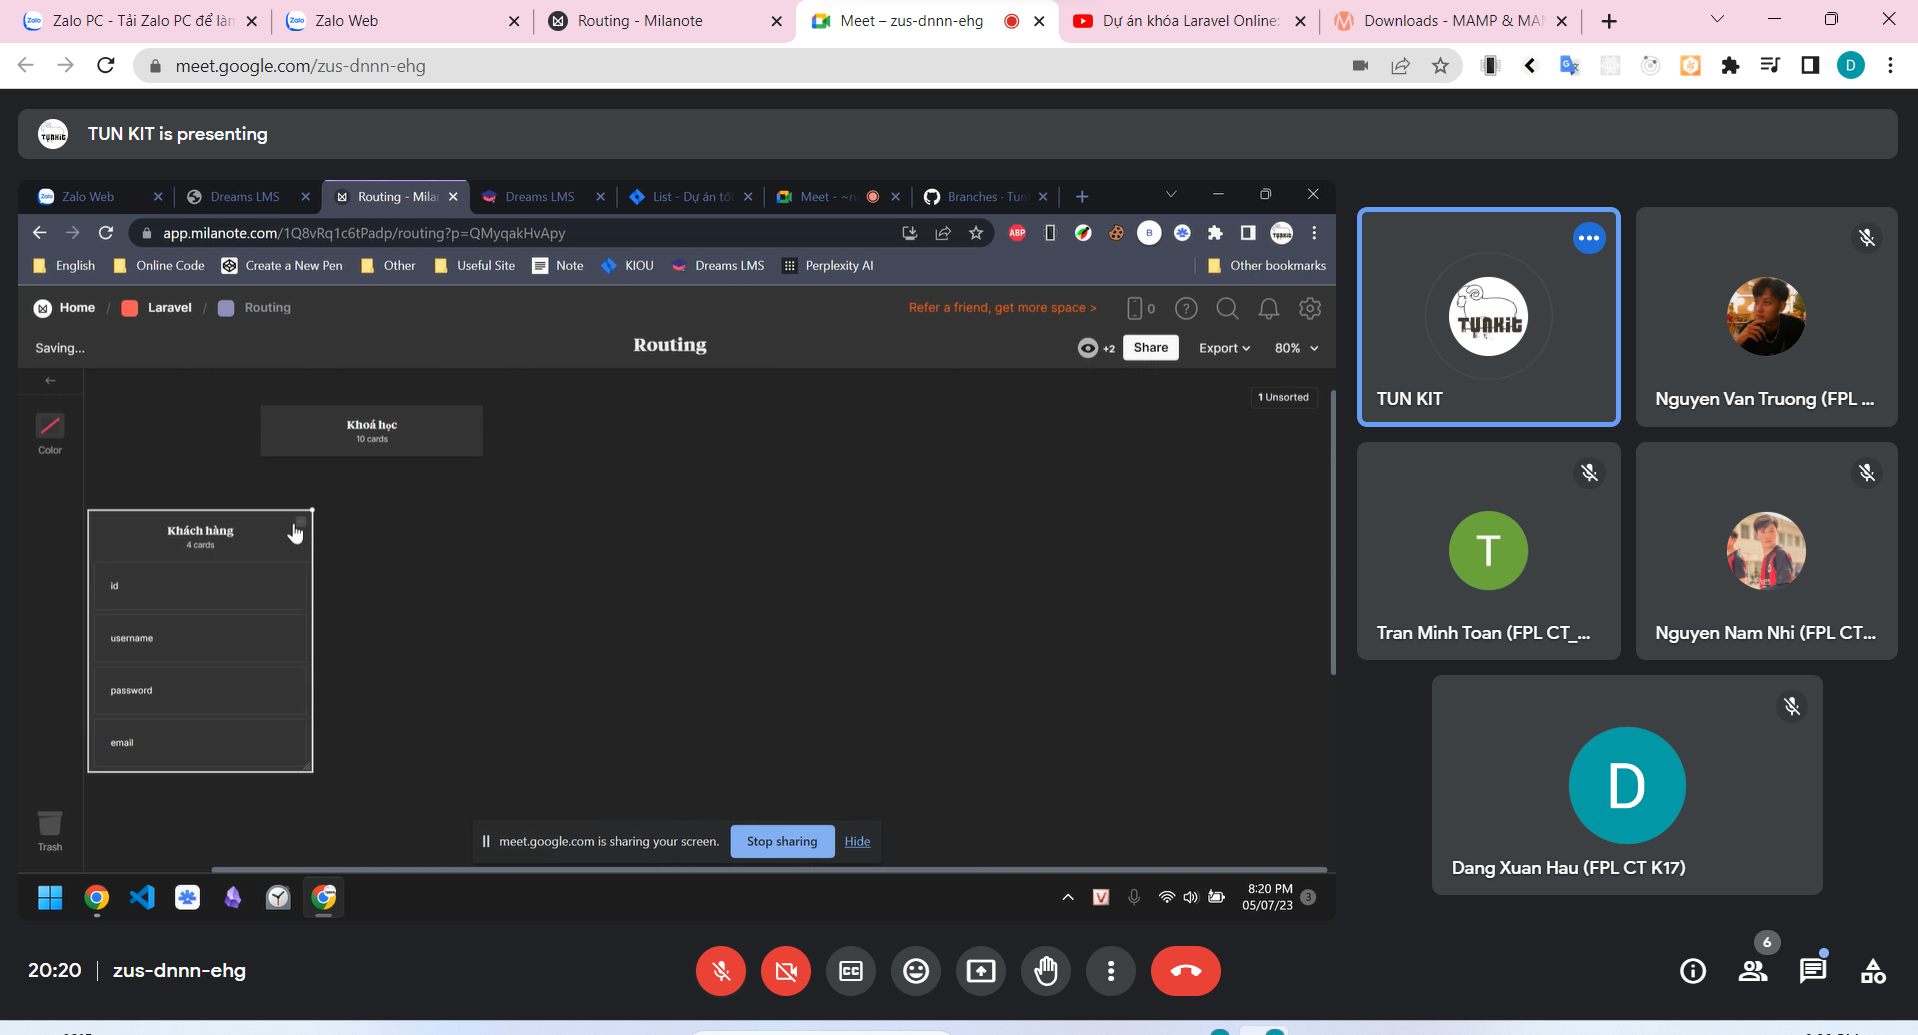 Zalo PC - Tải Zalo PC để làn
Zalo Web
Routing - Milanote
Meet – zus-dnnn-ehg
Dự án khóa Laravel Online:
Downloads - MAMP & MA
meet.google.com/zus-dnnn-ehg
D
TUN KIT is presenting
Zalo Web
Dreams LMS
Routing - Mila
Dreams LMS
List - Dự án tố
Meet - ~n
Branches · Tun
app.milanote.com/1Q8vRq1c6tPadp/routing?p=QMyqakHvApy
ABP
B
English
Online Code
Create a New Pen
Other
Useful Site
Note
KIOU
Dreams LMS
Perplexity AI
Other bookmarks
Home / Laravel / Routing
Refer a friend, get more space >
0
Saving...
Routing
+2
Share
Export
80%
1 Unsorted
Color
Khoá học
10 cards
Khách hàng
4 cards
id
username
password
email
Trash
meet.google.com is sharing your screen.
Stop sharing
Hide
8:20 PM
05/07/23
3
TUNKIT
TUN KIT
Nguyen Van Truong (FPL ...
T
Tran Minh Toan (FPL CT_...
Nguyen Nam Nhi (FPL CT...
D
Dang Xuan Hau (FPL CT K17)
20:20 | zus-dnnn-ehg
CC
6